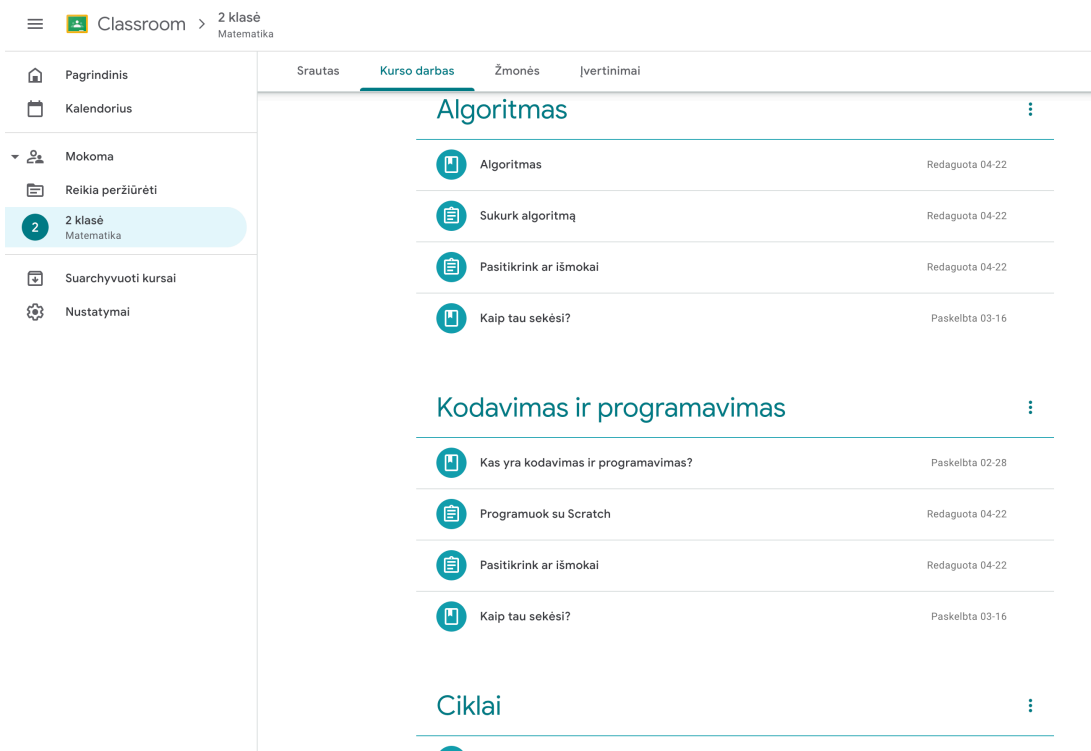 Classroom
2 klasė
Matematika
Pagrindinis
Kalendorius
Mokoma
Reikia peržiūrėti
2
2 klasė
Matematika
Suarchyvuoti kursai
Nustatymai
Srautas
Kurso darbas
Žmonės
Įvertinimai
Algoritmas
Algoritmas
Redaguota 04-22
Sukurk algoritmą
Redaguota 04-22
Pasitikrink ar išmokai
Redaguota 04-22
Kaip tau sekėsi?
Paskelbta 03-16
Kodavimas ir programavimas
Kas yra kodavimas ir programavimas?
Paskelbta 02-28
Programuok su Scratch
Redaguota 04-22
Pasitikrink ar išmokai
Redaguota 04-22
Kaip tau sekėsi?
Paskelbta 03-16
Ciklai